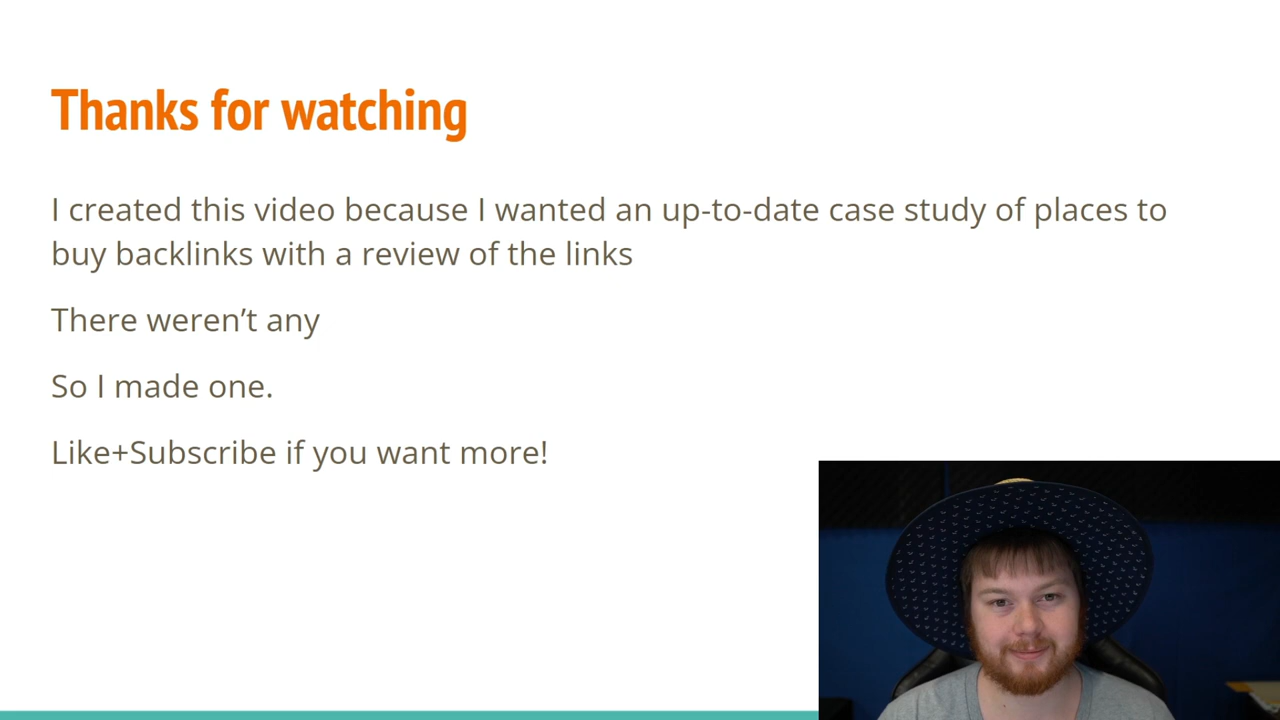 Thanks for watching
I created this video because I wanted an up-to-date case study of places to
buy backlinks with a review of the links
There weren’t any
So I made one.
Like+Subscribe if you want more!